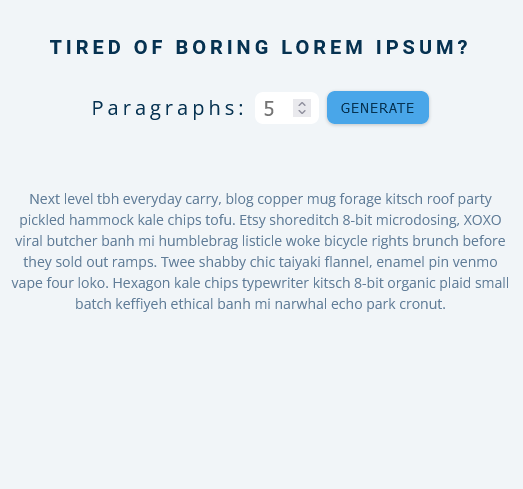 TIRED OF BORING LOREM IPSUM?
Paragraphs: 5 GENERATE
Next level tbh everyday carry, blog copper mug forage kitsch roof party
pickled hammock kale chips tofu. Etsy shoreditch 8-bit microdosing, XOXO
viral butcher banh mi humblebrag listicle woke bicycle rights brunch before
they sold out ramps. Twee shabby chic taiyaki flannel, enamel pin venmo
vape four loko. Hexagon kale chips typewriter kitsch 8-bit organic plaid small
batch keffiyeh ethical banh mi narwhal echo park cronut.